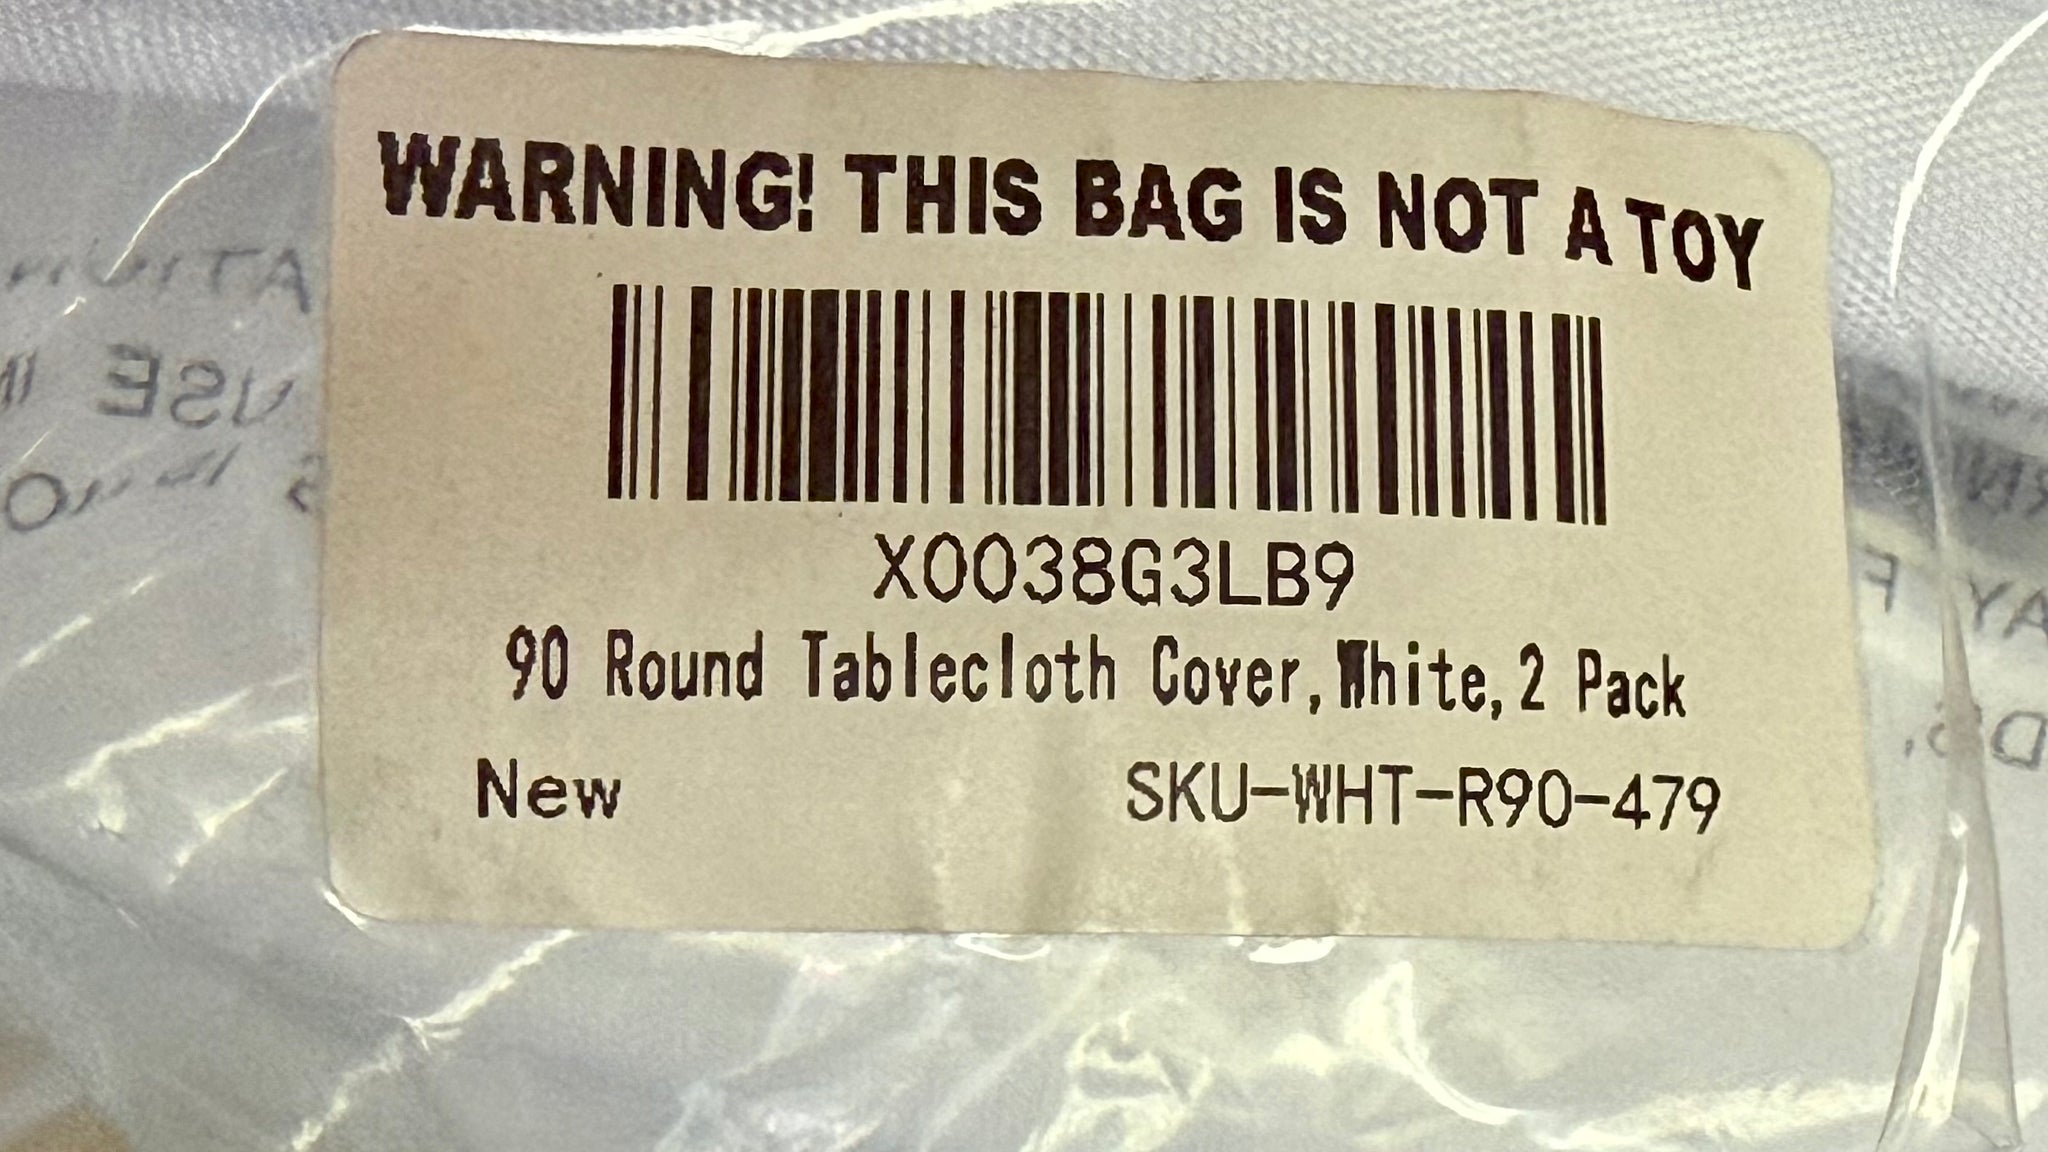 WARNING! THIS BAG IS NOT A TOY
X0038G3LB9
90 Round Tablecloth Cover,White,2 Pack
New SKU-WHT-R90-479
USE